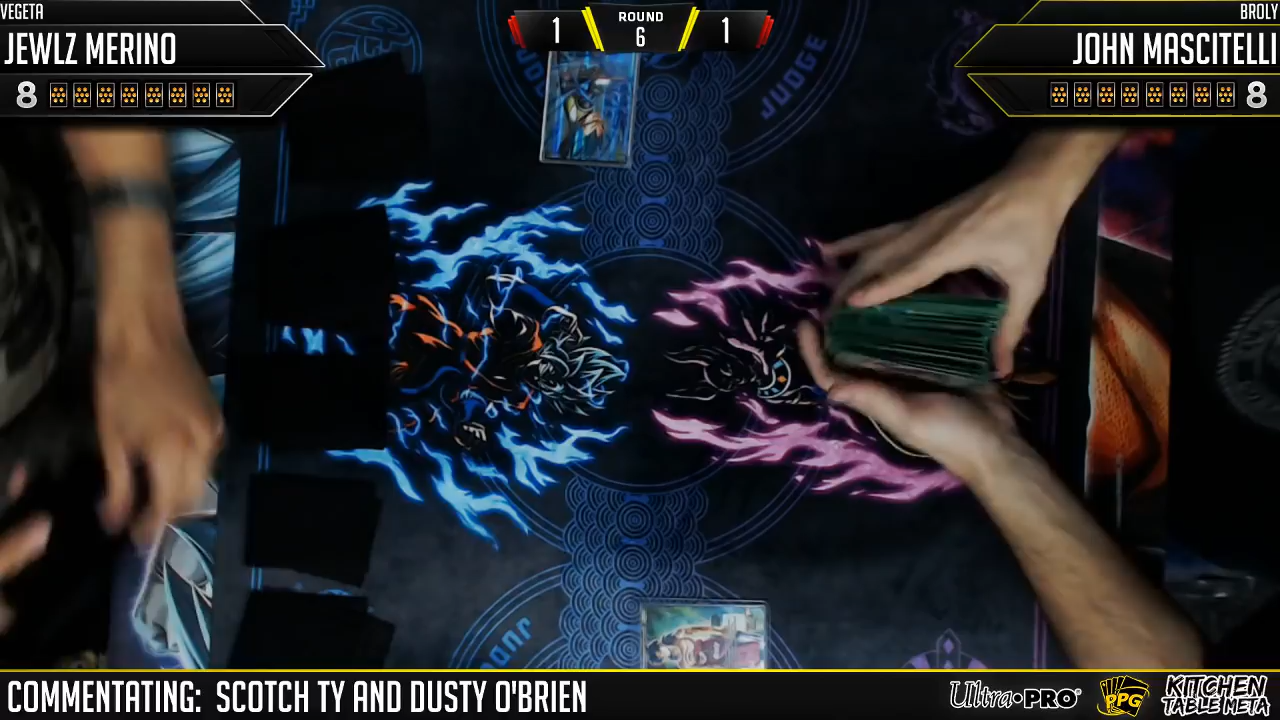 VEGETA
JEWLZ MERINO
8
1
ROUND
6
1
BROLY
JOHN MASCITELLI
8
JUDGE
COMMENTATING: SCOTCH TY AND DUSTY O'BRIEN
Ultra•PRO®
PPG
KITCHEN
TABLE META